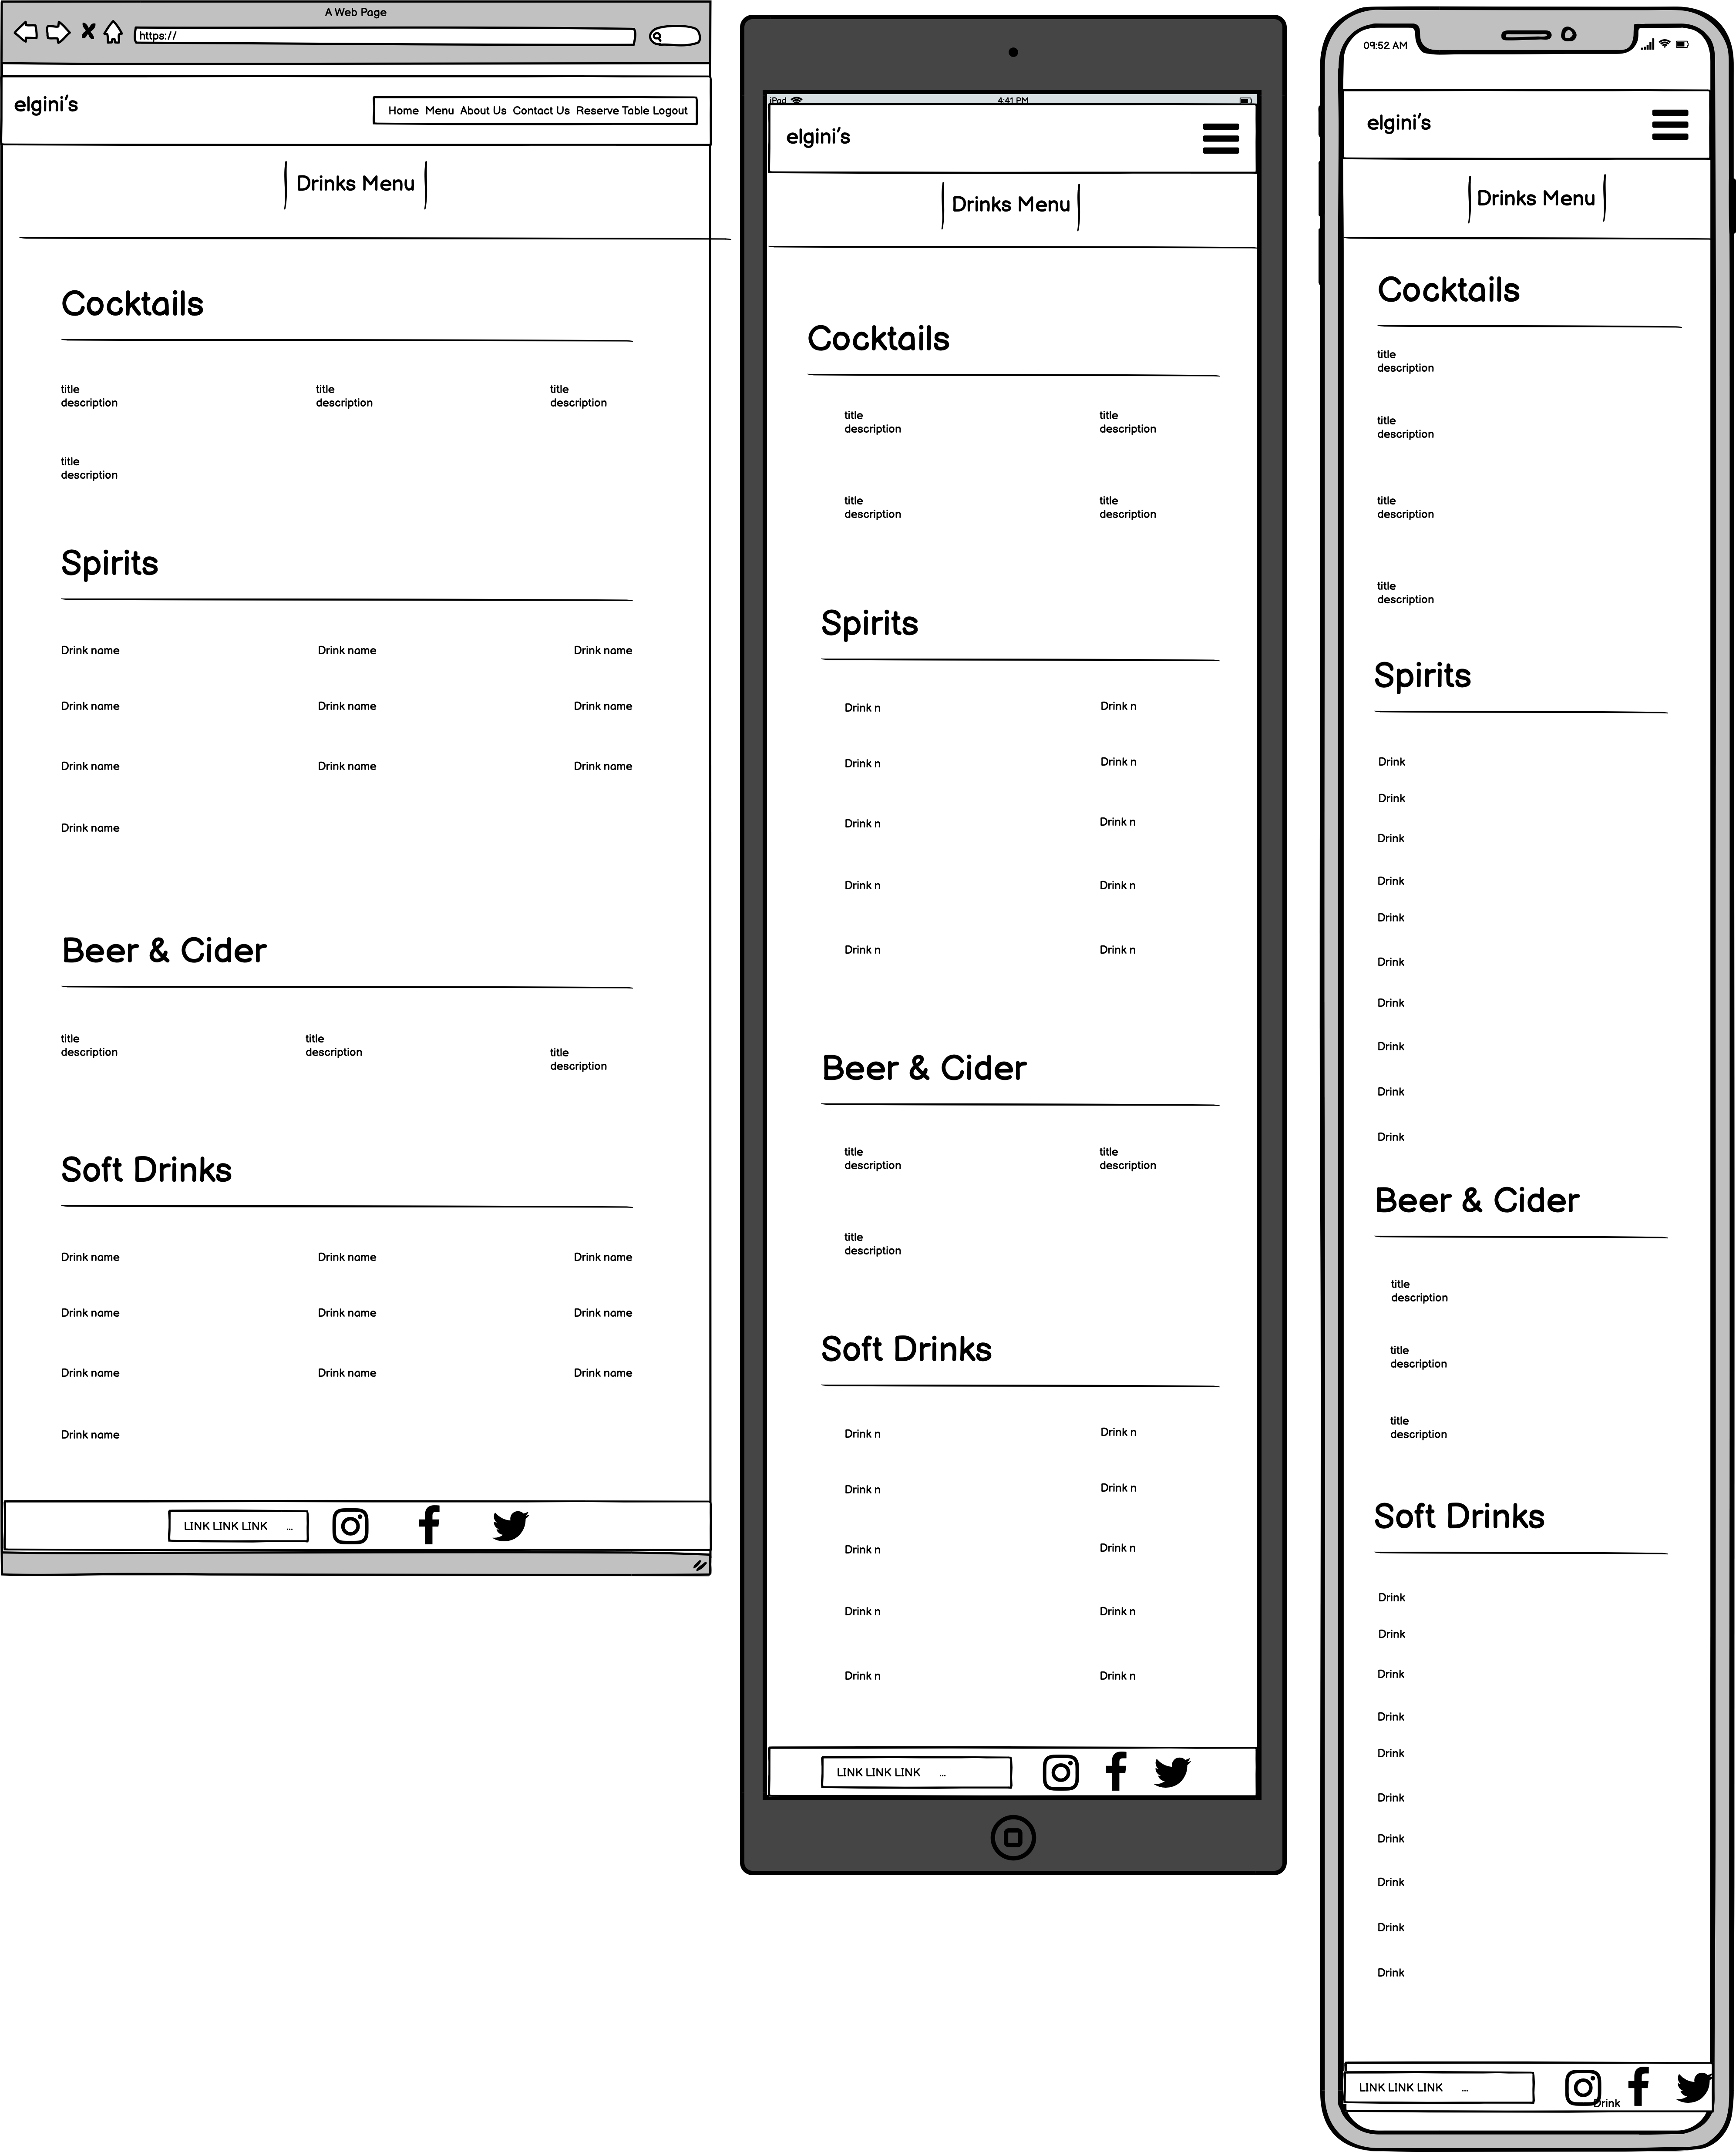 A Web Page
https://
elgini's
Home Menu About Us Contact Us Reserve Table Logout
Drinks Menu
Cocktails
title title title
description description description
title
description
Spirits
Drink name Drink name Drink name
Drink name Drink name Drink name
Drink name Drink name Drink name
Drink name
Beer & Cider
title title
description description
title
description
Soft Drinks
Drink name Drink name Drink name
Drink name Drink name Drink name
Drink name Drink name Drink name
Drink name
LINK LINK LINK ...
iPad 4:41 PM
elgini's
Drinks Menu
Cocktails
title title
description description
title title
description description
Spirits
Drink n Drink n
Drink n Drink n
Drink n Drink n
Drink n Drink n
Drink n Drink n
Beer & Cider
title title
description description
title
description
Soft Drinks
Drink n Drink n
Drink n Drink n
Drink n Drink n
Drink n Drink n
Drink n Drink n
LINK LINK LINK ...
09:52 AM
elgini's
Drinks Menu
Cocktails
title
description
title
description
title
description
title
description
Spirits
Drink
Drink
Drink
Drink
Drink
Drink
Drink
Drink
Drink
Drink
Beer & Cider
title
description
title
description
title
description
Soft Drinks
Drink
Drink
Drink
Drink
Drink
Drink
Drink
Drink
Drink
Drink
LINK LINK LINK ...
Drink